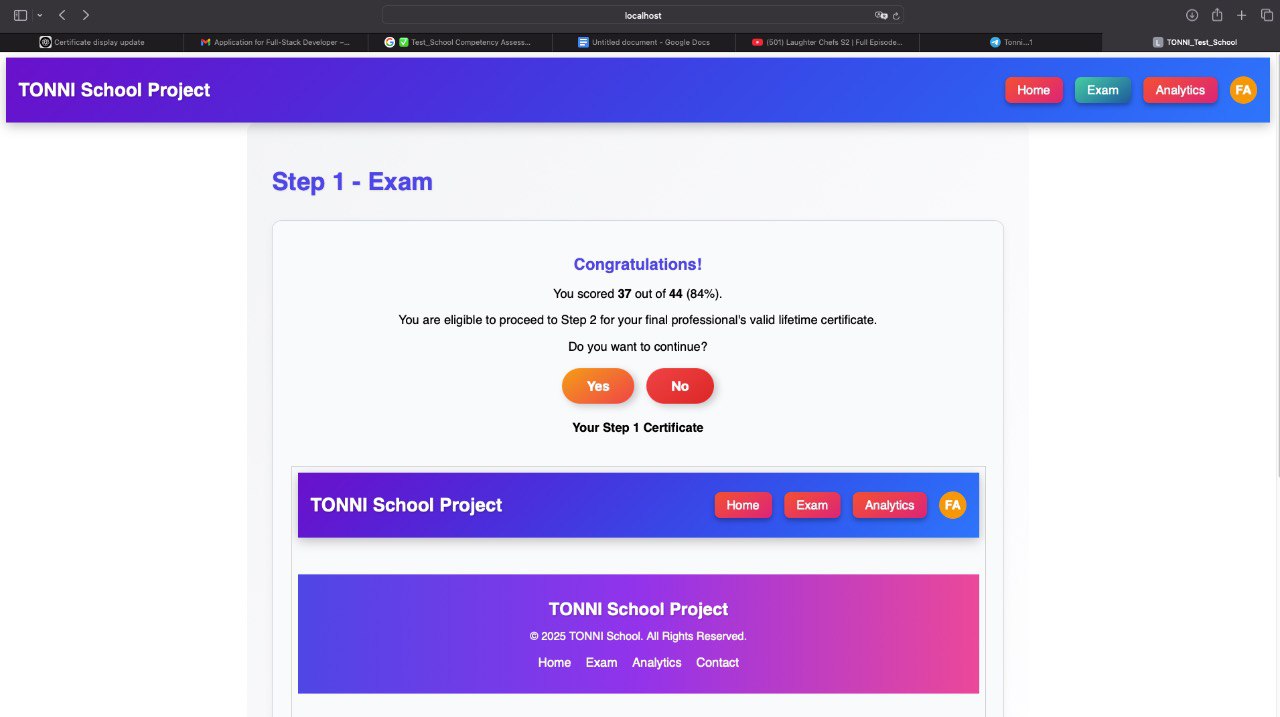 localhost
Certificate display update
Application for Full-Stack Developer –...
✅ Test_School Competency Assess...
Untitled document - Google Docs
(501) Laughter Chefs S2 | Full Episode...
Tonni...1
L TONNI_Test_School
TONNI School Project
Home
Exam
Analytics
FA
Step 1 - Exam
Congratulations!
You scored 37 out of 44 (84%).
You are eligible to proceed to Step 2 for your final professional's valid lifetime certificate.
Do you want to continue?
Yes
No
Your Step 1 Certificate
TONNI School Project
Home
Exam
Analytics
FA
TONNI School Project
© 2025 TONNI School. All Rights Reserved.
Home Exam Analytics Contact